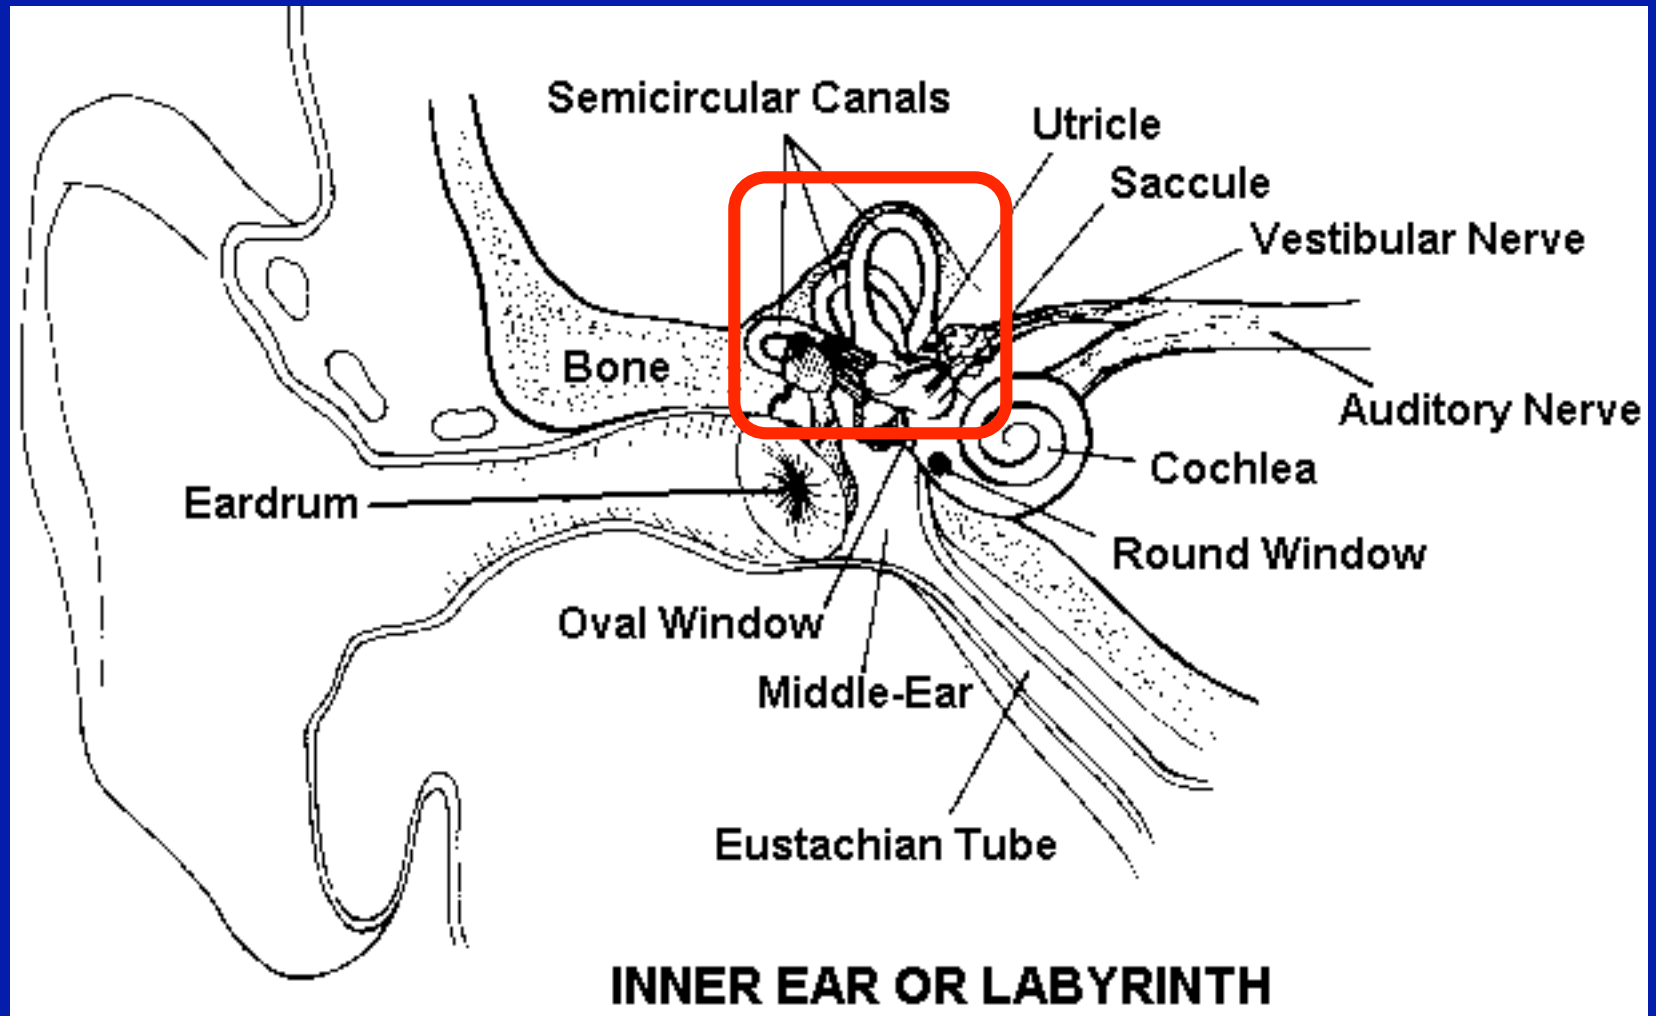 Semicircular Canals
Utricle
Saccule
Vestibular Nerve
Bone
Auditory Nerve
Cochlea
Eardrum
Round Window
Oval Window
Middle-Ear
Eustachian Tube
INNER EAR OR LABYRINTH